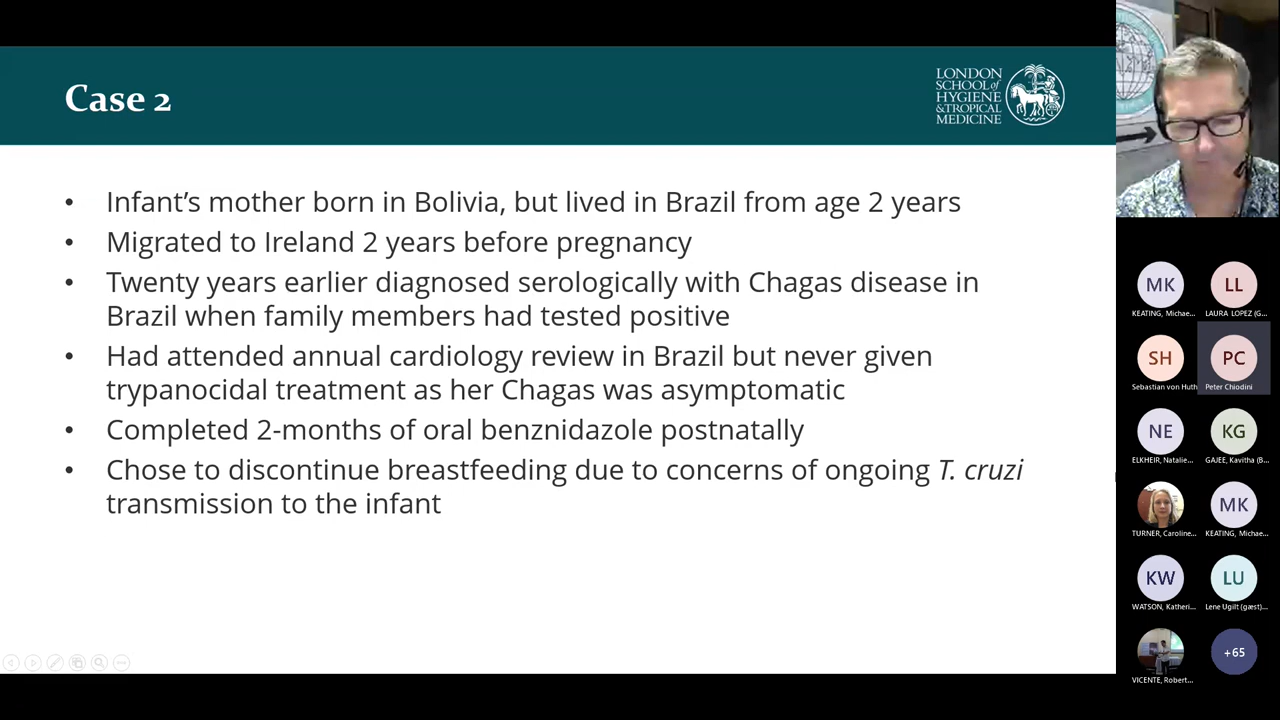 Case 2
LONDON
SCHOOL of
HYGIENE
& TROPICAL
MEDICINE
• Infant’s mother born in Bolivia, but lived in Brazil from age 2 years
• Migrated to Ireland 2 years before pregnancy
• Twenty years earlier diagnosed serologically with Chagas disease in
Brazil when family members had tested positive
• Had attended annual cardiology review in Brazil but never given
trypanocidal treatment as her Chagas was asymptomatic
• Completed 2-months of oral benznidazole postnatally
• Chose to discontinue breastfeeding due to concerns of ongoing T. cruzi
transmission to the infant
MK
LL
KEATING, Michae...
LAURA LOPEZ (G...
SH
PC
Sebastian von Huth
Peter Chiodini
NE
KG
ELKHEIR, Natalie...
GAJEE, Kavitha (B...
MK
TURNER, Caroline...
KEATING, Michae...
KW
LU
WATSON, Katheri...
Lene Ugilt (gæst)...
+65
VICENTE, Robert...